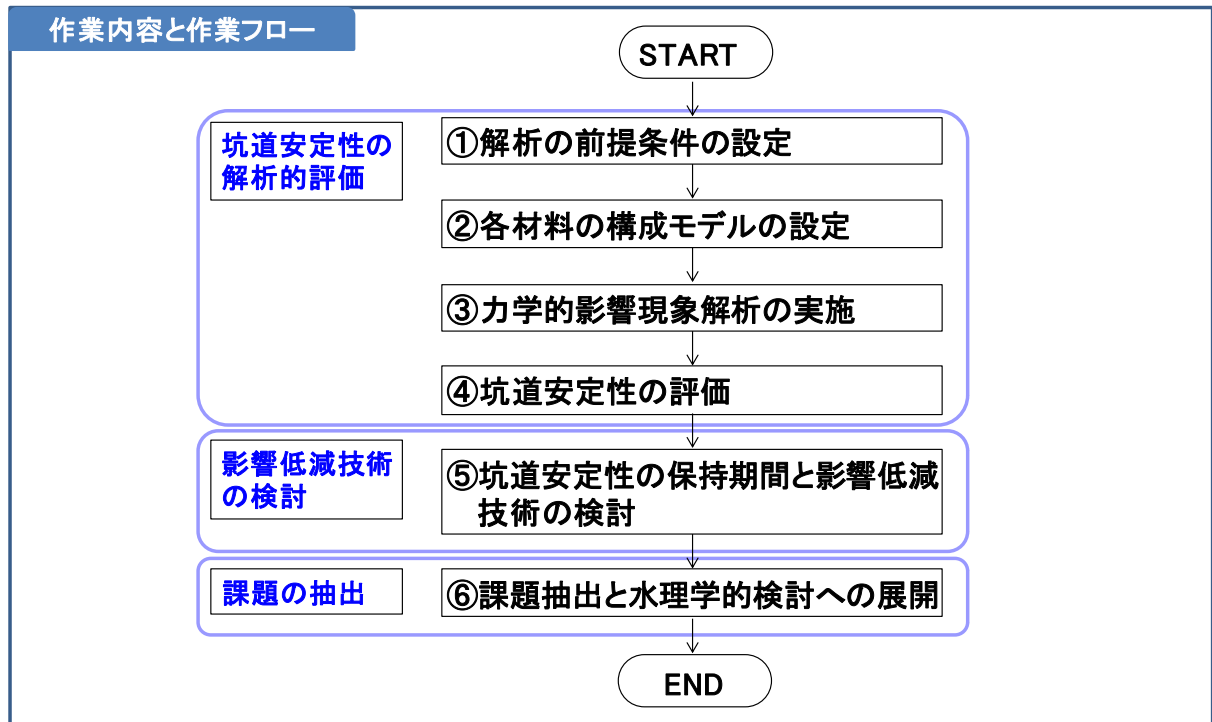 作業内容と作業フロー
START
坑道安定性の
解析的評価
①解析の前提条件の設定
②各材料の構成モデルの設定
③力学的影響現象解析の実施
④坑道安定性の評価
影響低減技術
の検討
⑤坑道安定性の保持期間と影響低減
技術の検討
課題の抽出
⑥課題抽出と水理学的検討への展開
END